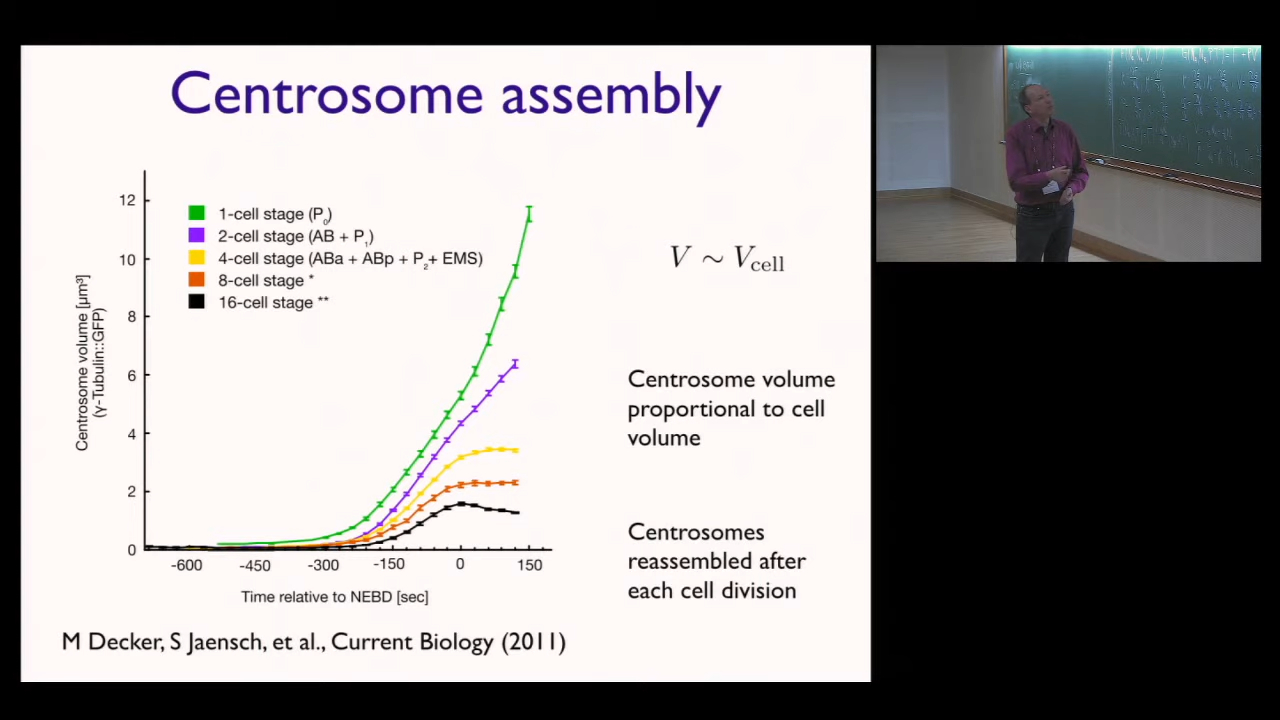 Centrosome assembly
12
10
8
6
4
2
0
Centrosome volume [µm³]
(γ-Tubulin::GFP)
1-cell stage (P₀)
2-cell stage (AB + P₁)
4-cell stage (ABa + ABp + P₂+ EMS)
8-cell stage *
16-cell stage **
-600 -450 -300 -150 0 150
Time relative to NEBD [sec]
V ~ Vcell
Centrosome volume
proportional to cell
volume
Centrosomes
reassembled after
each cell division
M Decker, S Jaensch, et al., Current Biology (2011)